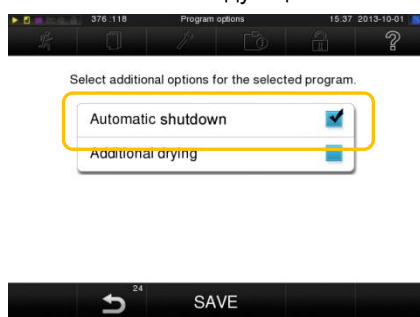 ду
376:118 Program options 15:37 2013-10-01
?
Select additional options for the selected program.
Automatic shutdown
Additional drying
24
SAVE